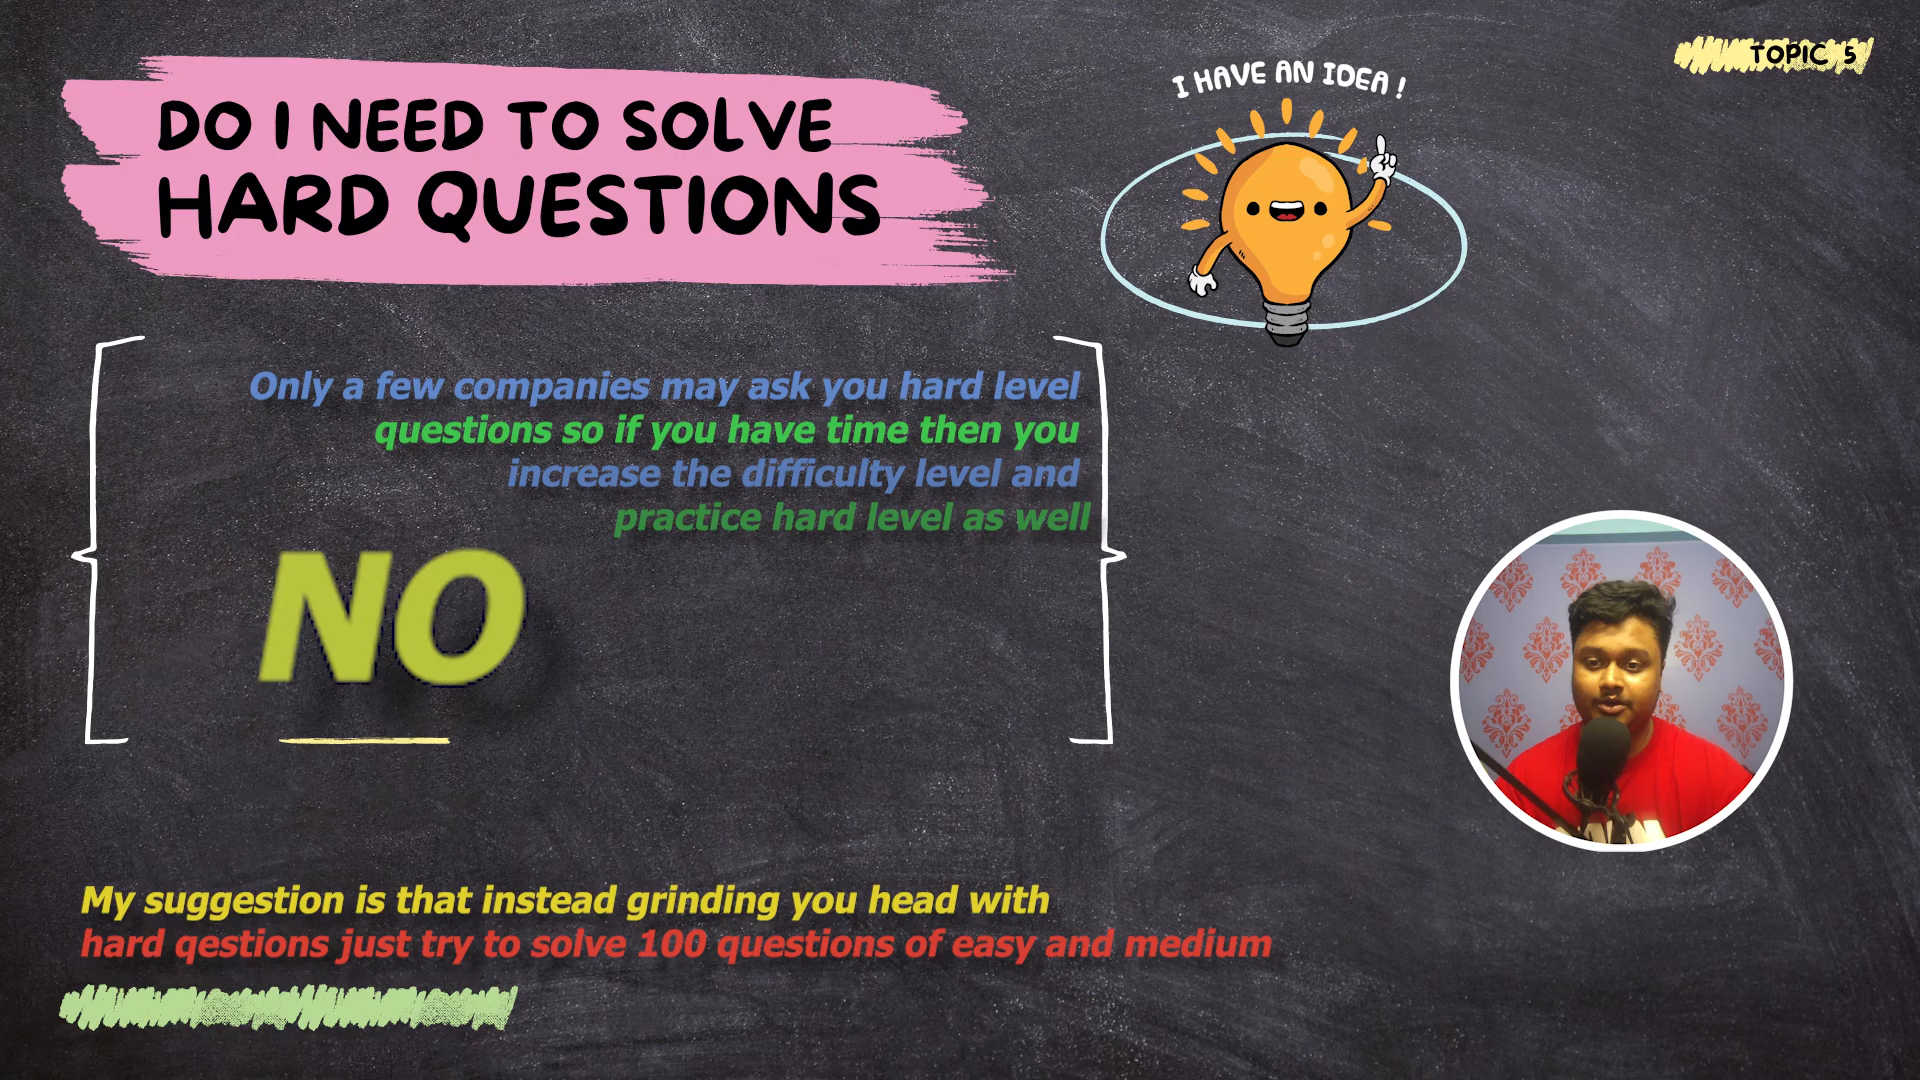 TOPIC 5
I HAVE AN IDEA !
DO I NEED TO SOLVE
HARD QUESTIONS
Only a few companies may ask you hard level
questions so if you have time then you
increase the difficulty level and
practice hard level as well
NO
My suggestion is that instead grinding you head with
hard qestions just try to solve 100 questions of easy and medium